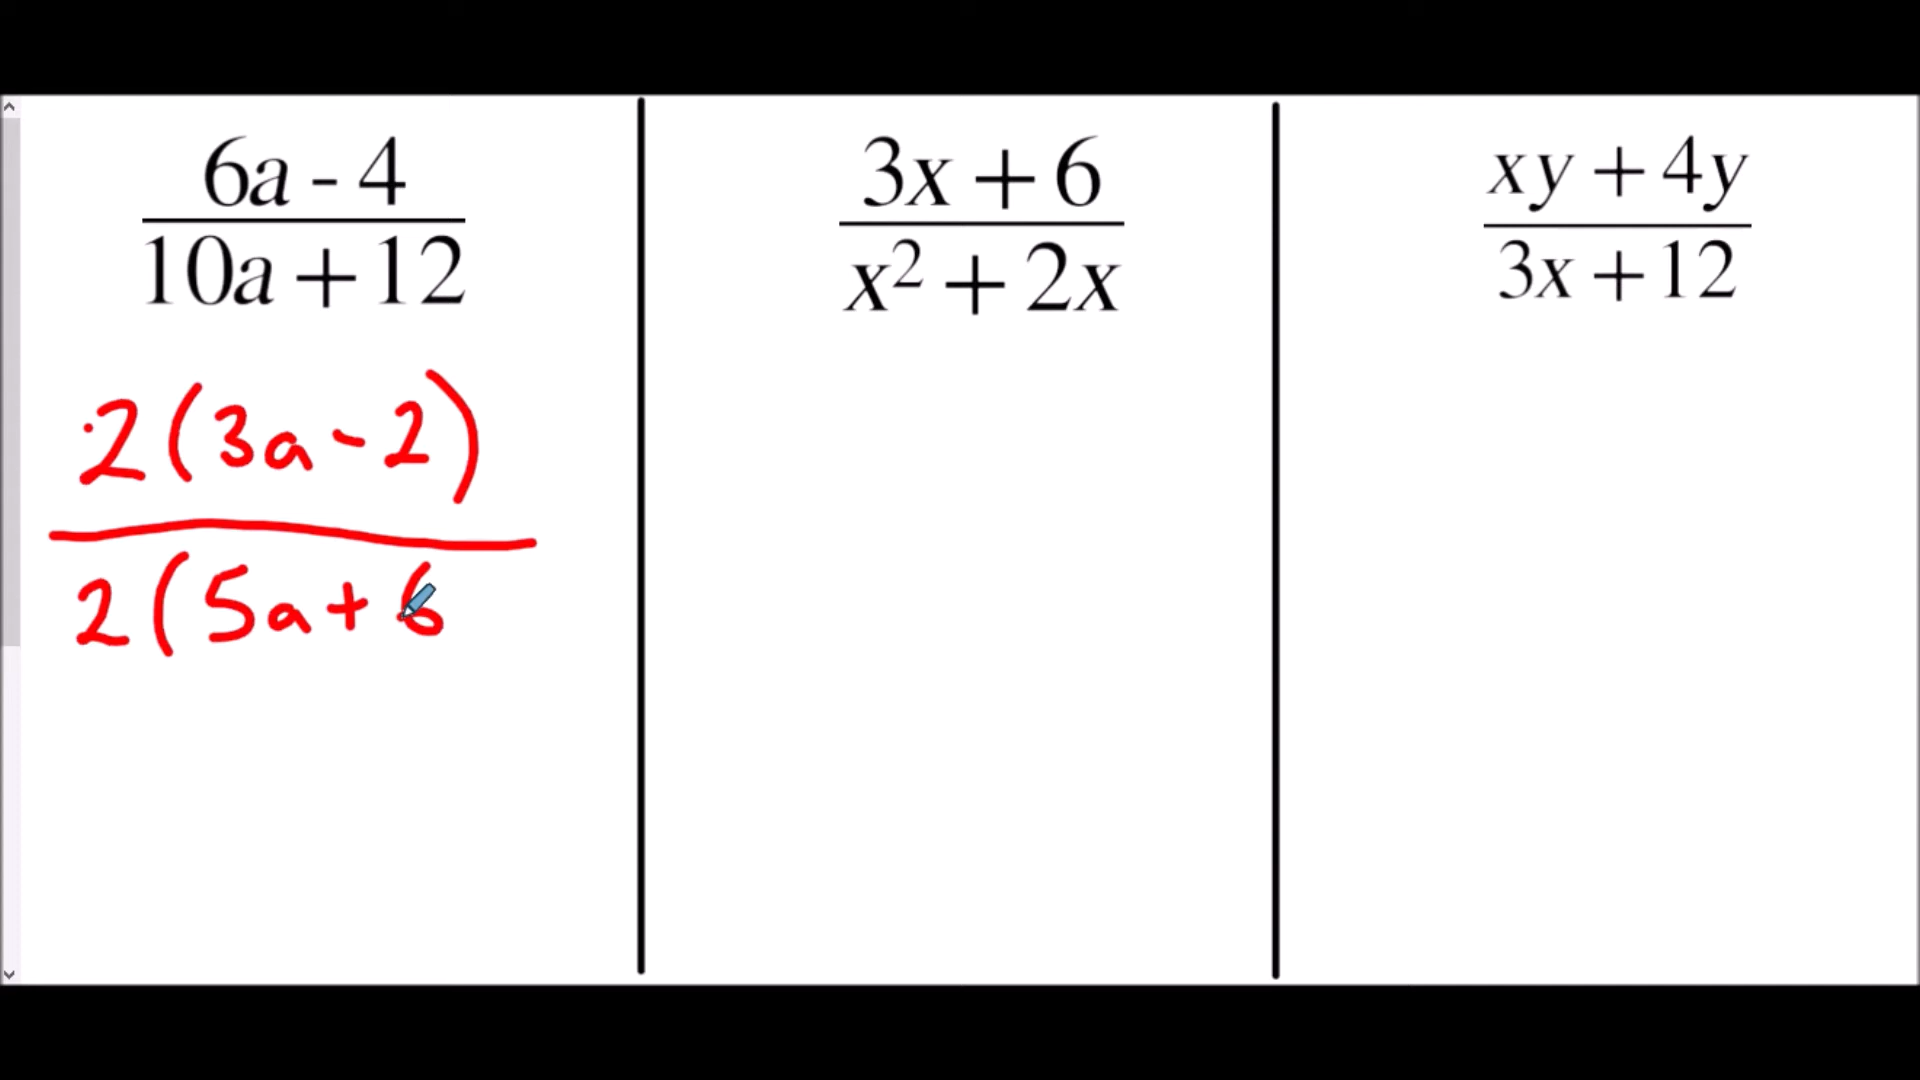 6a - 4
10a + 12
2(3a - 2)
2(5a + 6
3x + 6
x² + 2x
xy + 4y
3x + 12